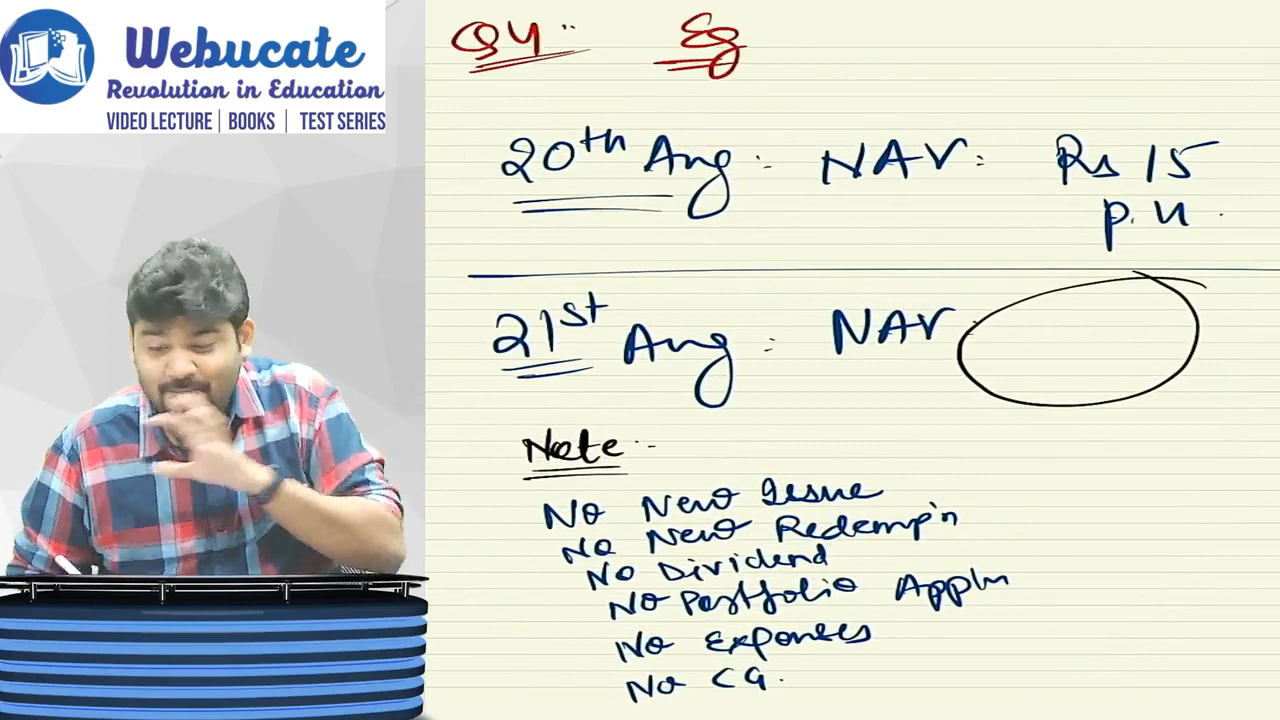 Webucate
Revolution in Education
VIDEO LECTURE | BOOKS | TEST SERIES
Q4 :- Eg
20th Aug : NAV : Rs 15
p.u.
21st Aug : NAV
Note :-
No New Issue
No New Redemp'n
No Dividend
No Portfolio Appln
No Expenses
No CG.